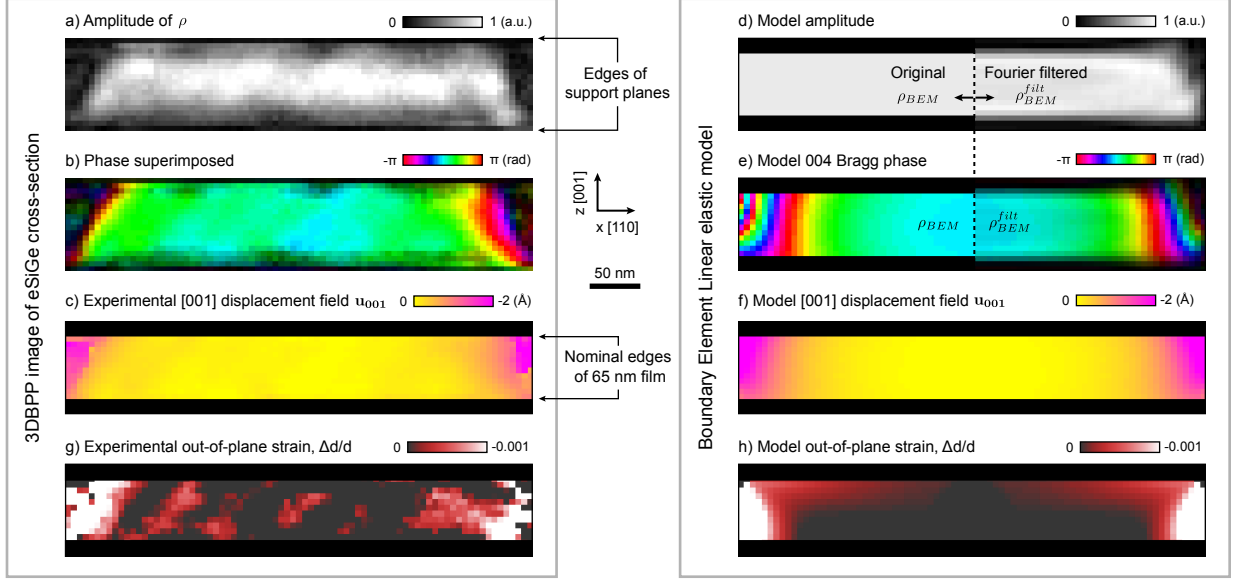 3DBPP image of eSiGe cross-section
a) Amplitude of ρ
0 1 (a.u.)
b) Phase superimposed
-π π (rad)
c) Experimental [001] displacement field u001
0 -2 (Å)
g) Experimental out-of-plane strain, Δd/d
0 -0.001
Edges of
support planes
z [001]
x [110]
50 nm
Nominal edges
of 65 nm film
Boundary Element Linear elastic model
d) Model amplitude
0 1 (a.u.)
Original Fourier filtered
ρBEM ρBEM^filt
e) Model 004 Bragg phase
-π π (rad)
ρBEM ρBEM^filt
f) Model [001] displacement field u001
0 -2 (Å)
h) Model out-of-plane strain, Δd/d
0 -0.001